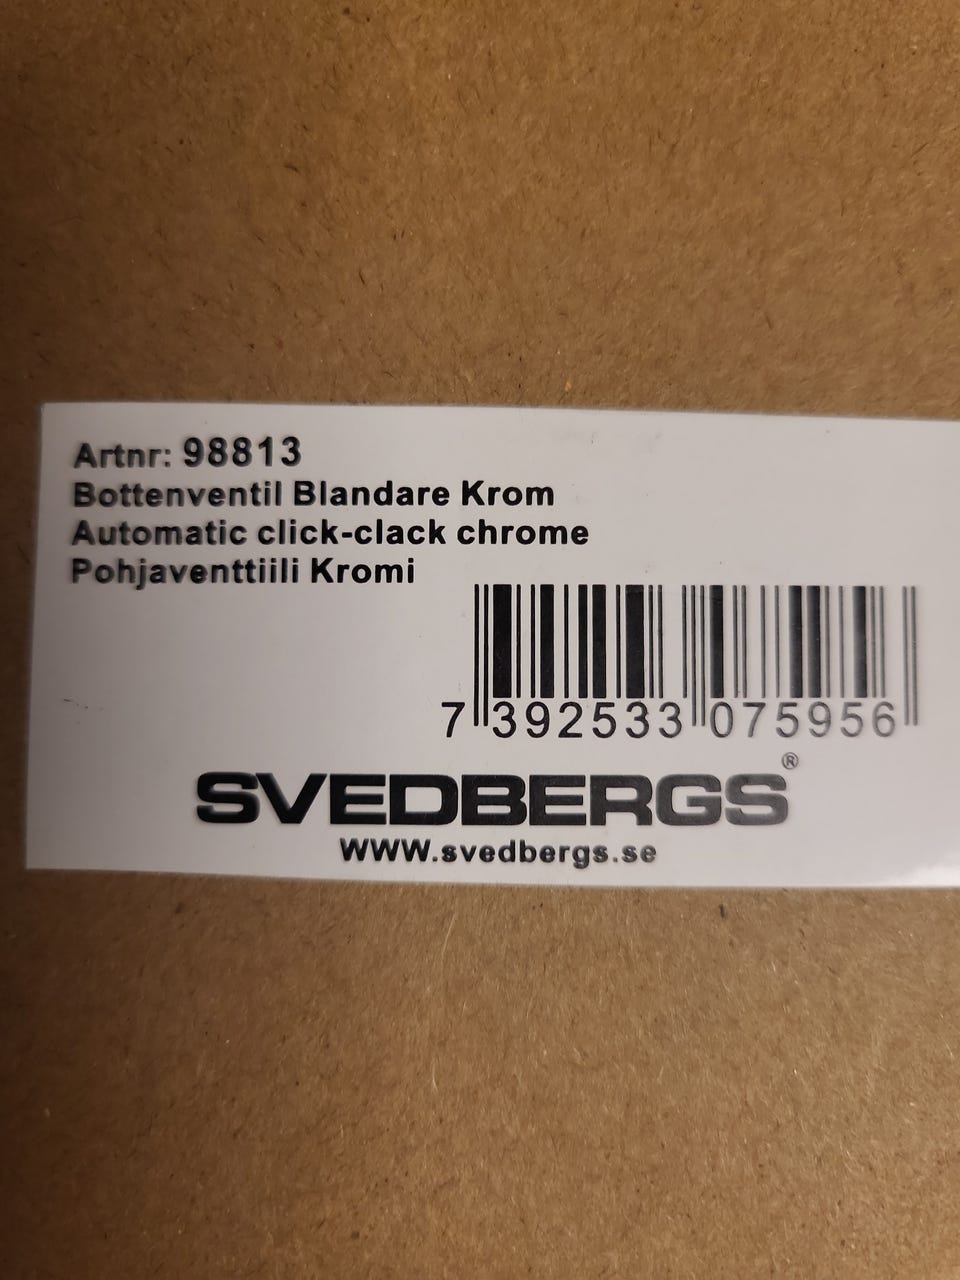 Artnr: 98813
Bottenventil Blandare Krom
Automatic click-clack chrome
Pohjaventtiili Kromi
7 392533 075956
SVEDBERGS®
www.svedbergs.se